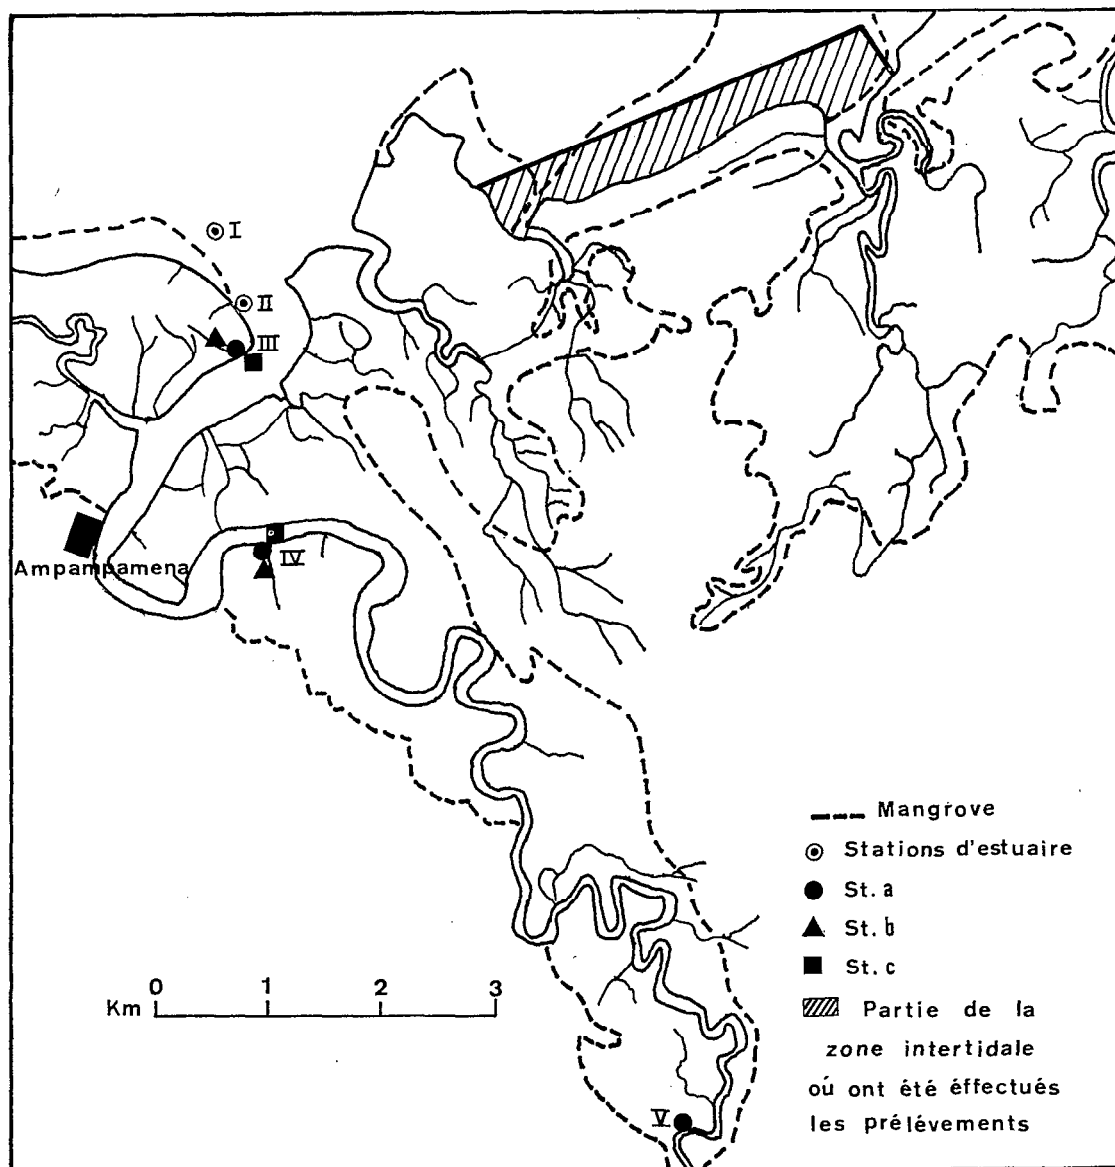 I
II
III
IV
Ampampamena
V
Mangrove
Stations d'estuaire
St. a
St. b
St. c
0 1 2 3
Km
Partie de la
zone intertidale
oú ont été éffectués
les prélévements